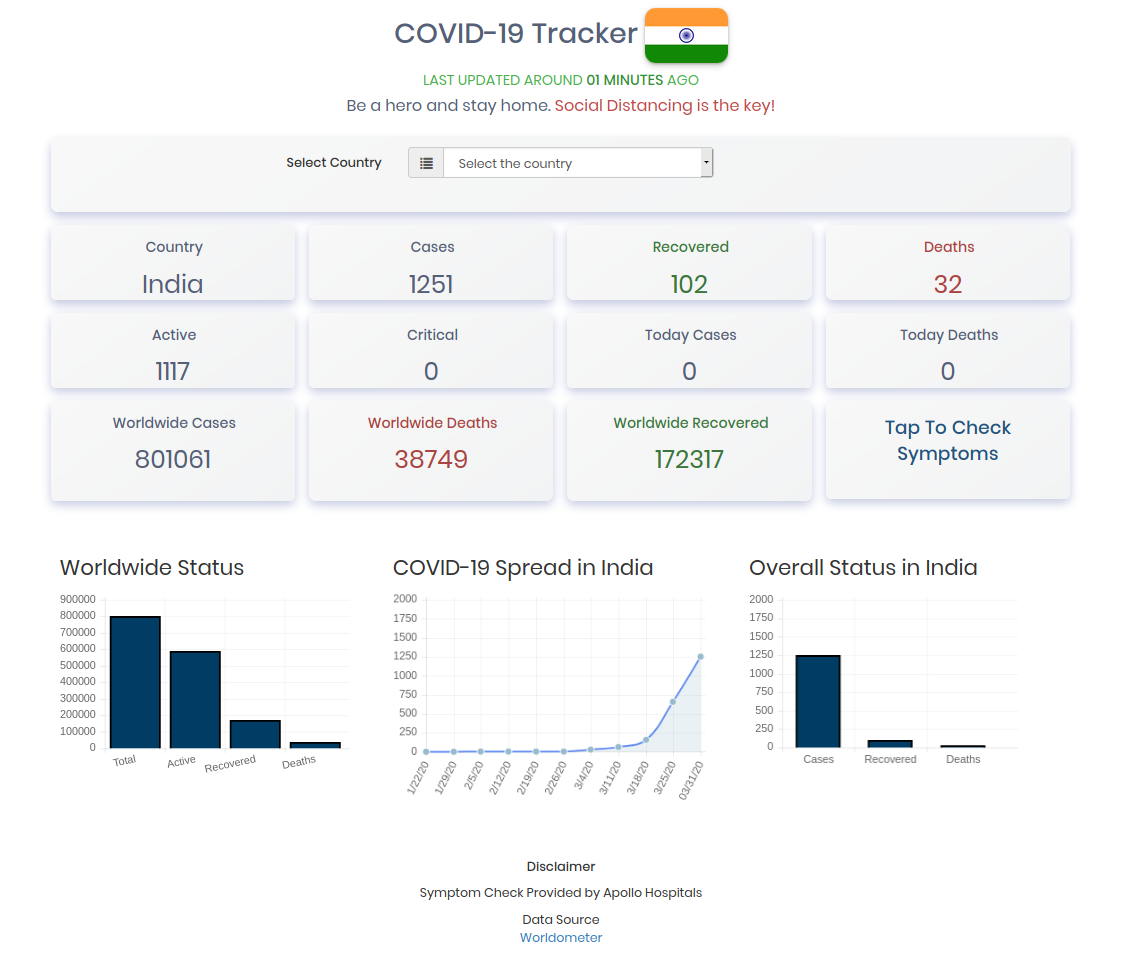 COVID-19 Tracker
LAST UPDATED AROUND 01 MINUTES AGO
Be a hero and stay home. Social Distancing is the key!
Select Country
Select the country
Country
India
Cases
1251
Recovered
102
Deaths
32
Active
1117
Critical
0
Today Cases
0
Today Deaths
0
Worldwide Cases
801061
Worldwide Deaths
38749
Worldwide Recovered
172317
Tap To Check
Symptoms
Worldwide Status
900000
800000
700000
600000
500000
400000
300000
200000
100000
0
Total
Active
Recovered
Deaths
COVID-19 Spread in India
2000
1750
1500
1250
1000
750
500
250
0
1/22/20
1/29/20
2/5/20
2/12/20
2/19/20
2/26/20
3/4/20
3/11/20
3/18/20
3/25/20
03/31/20
Overall Status in India
2000
1750
1500
1250
1000
750
500
250
0
Cases
Recovered
Deaths
Disclaimer
Symptom Check Provided by Apollo Hospitals
Data Source
Worldometer